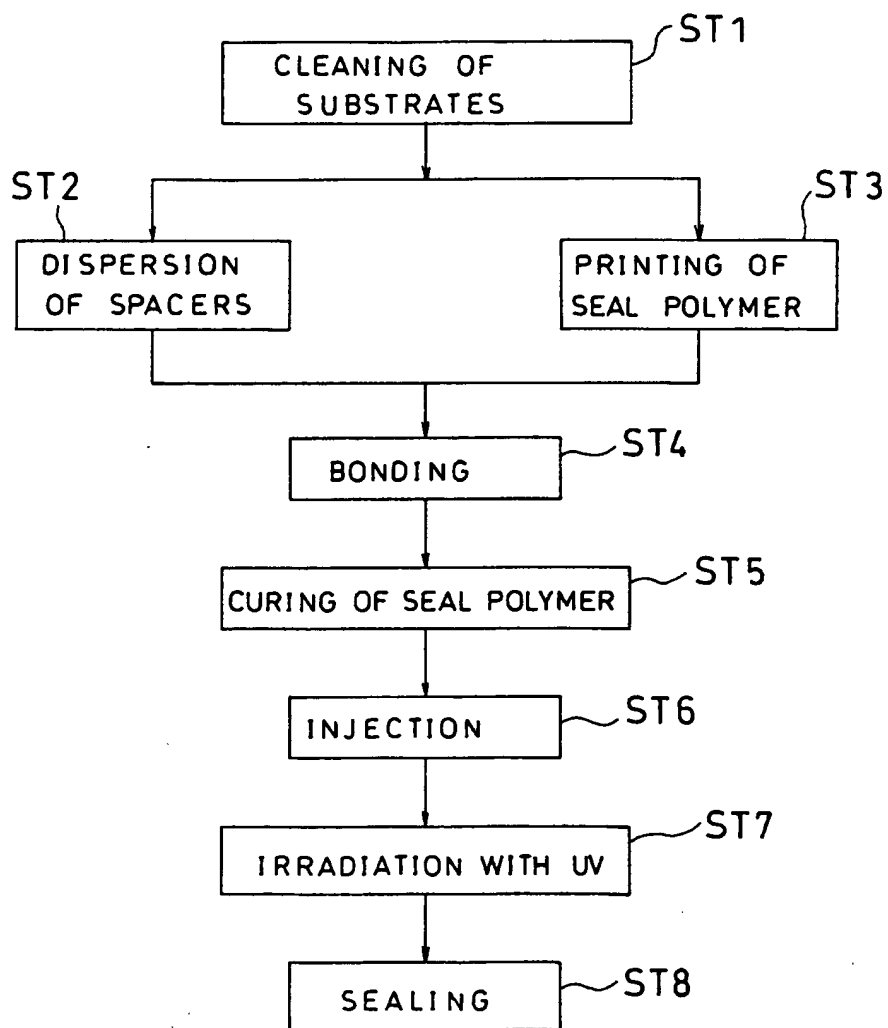 ST1
CLEANING OF
SUBSTRATES
ST2
DISPERSION
OF SPACERS
ST3
PRINTING OF
SEAL POLYMER
ST4
BONDING
ST5
CURING OF SEAL POLYMER
ST6
INJECTION
ST7
IRRADIATION WITH UV
ST8
SEALING